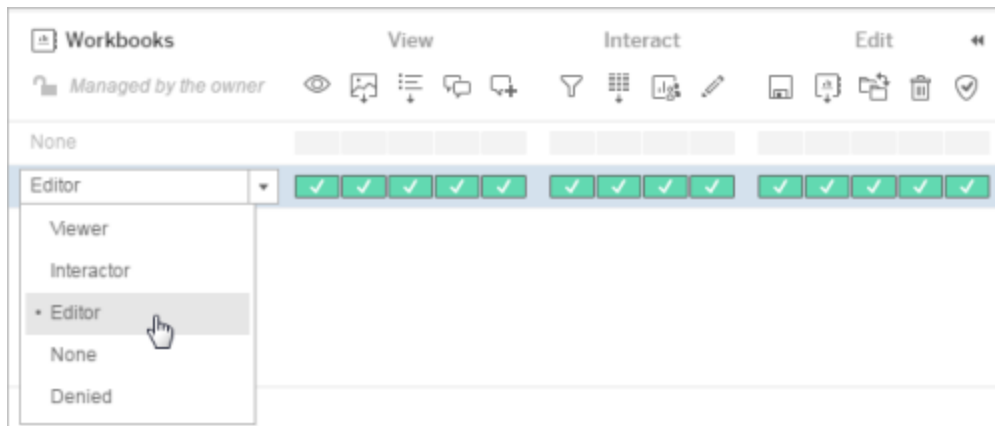 Workbooks View Interact Edit
Managed by the owner
None
Editor
Viewer
Interactor
• Editor
None
Denied